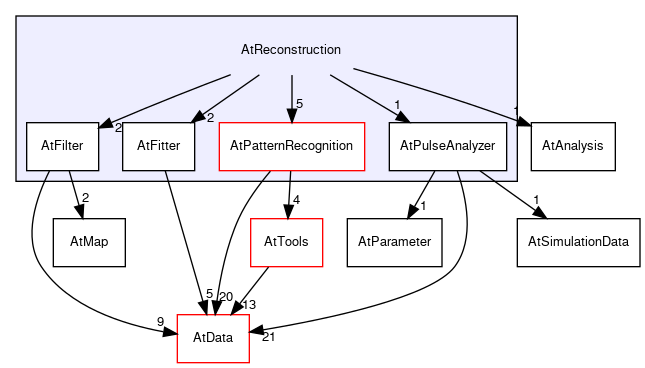 AtReconstruction
2
2
5
1
1
AtFilter
AtFitter
AtPatternRecognition
AtPulseAnalyzer
AtAnalysis
2
4
1
1
AtMap
AtTools
AtParameter
AtSimulationData
9
5
20
13
21
AtData